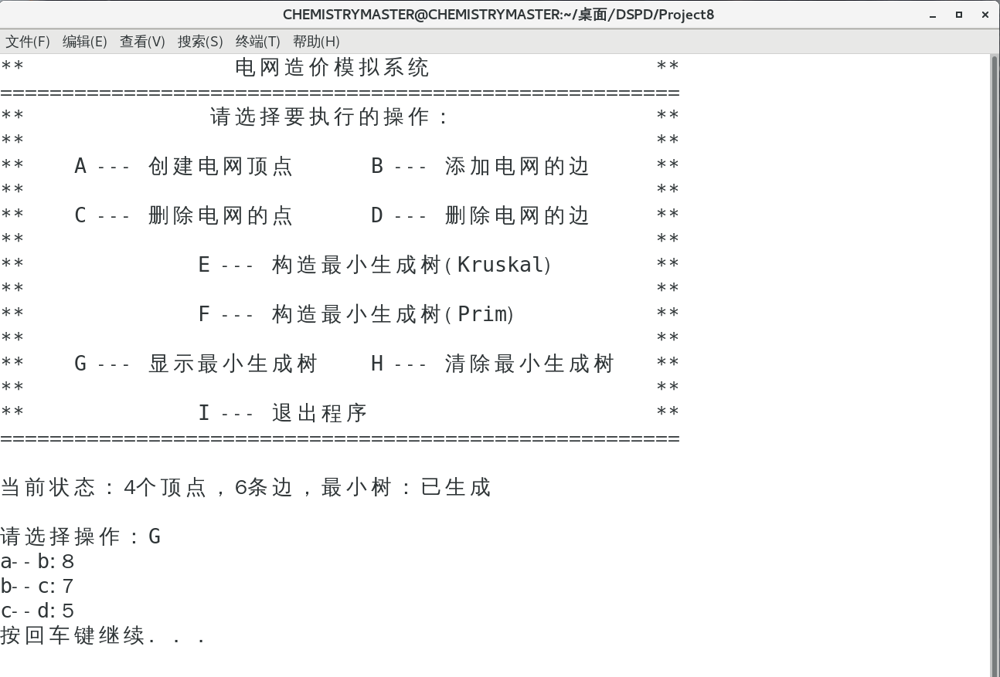 CHEMISTRYMASTER@CHEMISTRYMASTER:~/桌面/DSPD/Project8
文件(F) 编辑(E) 查看(V) 搜索(S) 终端(T) 帮助(H)
** 电网造价模拟系统 **
=======================================================
** 请选择要执行的操作： **
** **
** A --- 创建电网顶点 B --- 添加电网的边 **
** **
** C --- 删除电网的点 D --- 删除电网的边 **
** **
** E --- 构造最小生成树(Kruskal) **
** **
** F --- 构造最小生成树(Prim) **
** **
** G --- 显示最小生成树 H --- 清除最小生成树 **
** **
** I --- 退出程序 **
=======================================================
当前状态：4个顶点，6条边，最小树：已生成
请选择操作：G
a--b:8
b--c:7
c--d:5
按回车键继续. . .